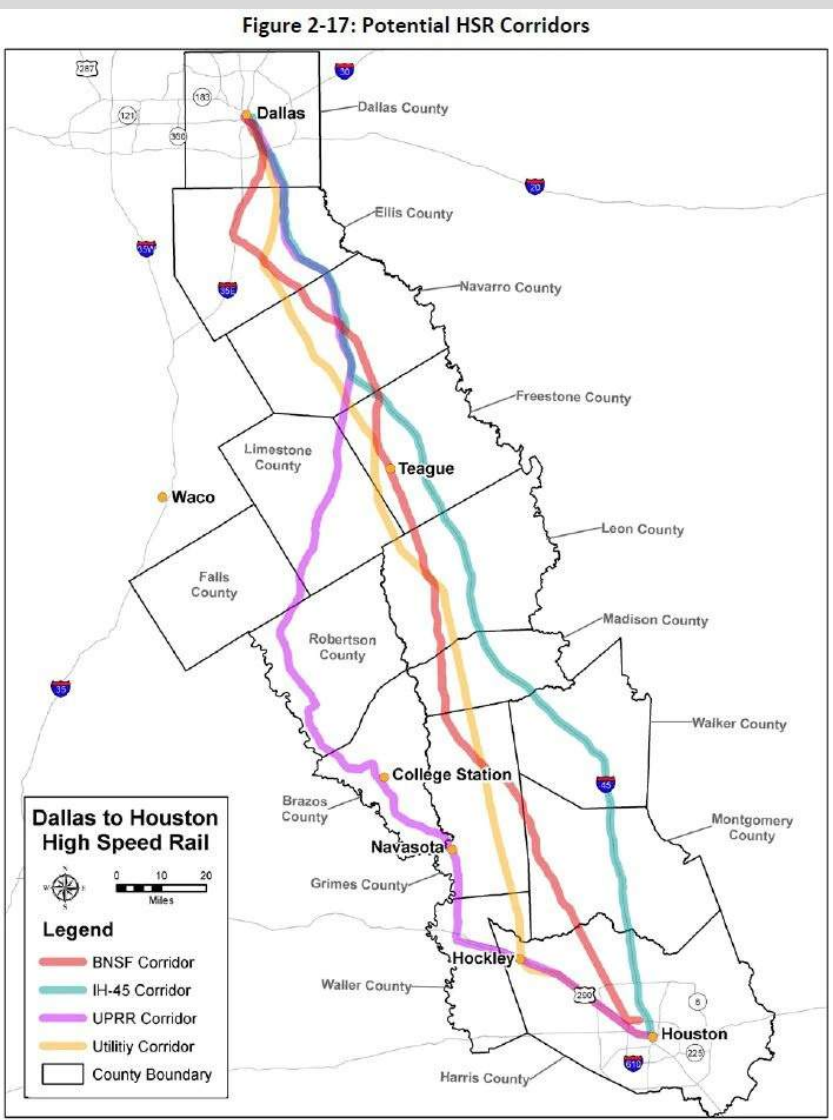 Figure 2-17: Potential HSR Corridors
287
30
183
121
360
Dallas
Dallas County
20
Ellis County
35W
35E
Navarro County
Freestone County
Limestone
County
Teague
Waco
Leon County
Falls
County
Madison County
Robertson
County
35
Walker County
College Station
45
Brazos
County
Montgomery
County
Navasota
Grimes County
Hockley
Waller County
290
6
Houston
225
610
Harris County
Dallas to Houston
High Speed Rail
N
W
E
S
0 10 20
Miles
Legend
BNSF Corridor
IH-45 Corridor
UPRR Corridor
Utilitiy Corridor
County Boundary